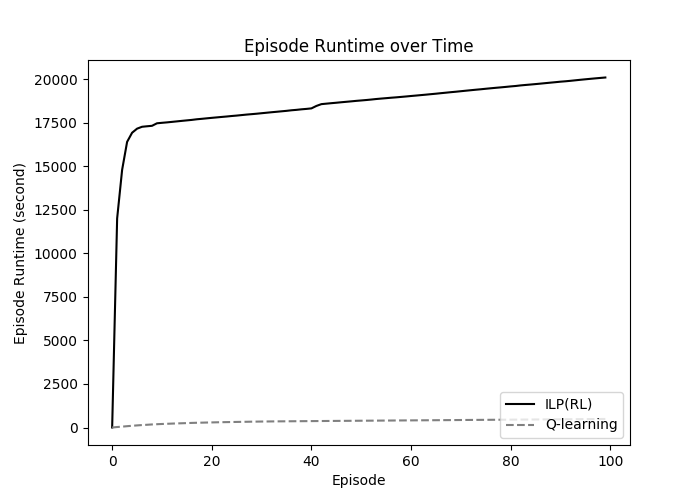 Episode Runtime over Time
Episode Runtime (second)
20000
17500
15000
12500
10000
7500
5000
2500
0
ILP(RL)
Q-learning
0 20 40 60 80 100
Episode